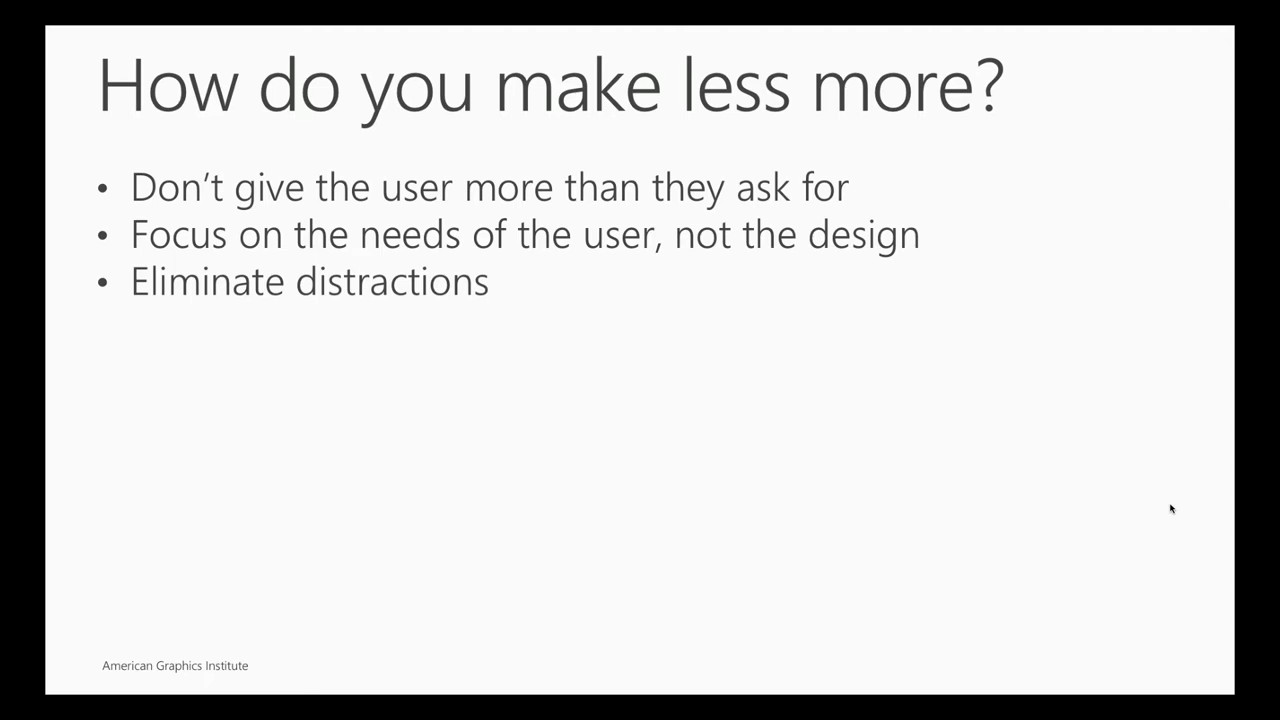 How do you make less more?
• Don’t give the user more than they ask for
• Focus on the needs of the user, not the design
• Eliminate distractions
American Graphics Institute